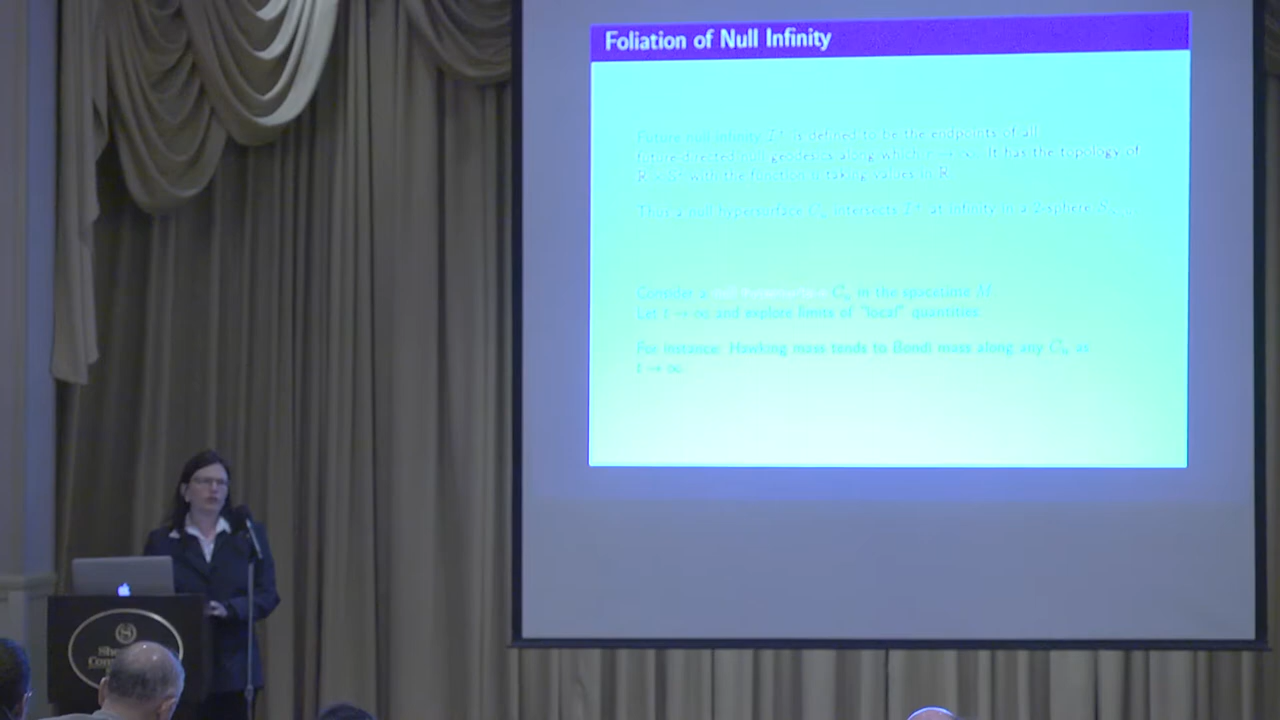 Foliation of Null Infinity
Future null infinity I⁺ is defined to be the endpoints of all
future-directed null geodesics along which r → ∞. It has the topology of
R × S² with the function u taking values in R.
Thus a null hypersurface Cᵤ intersects I⁺ at infinity in a 2-sphere
Consider a null hypersurface Cᵤ in the spacetime M
Let t → ∞ and explore limits of "local" quantities.
For instance: Hawking mass tends to Bondi mass along any Cᵤ as
t → ∞.